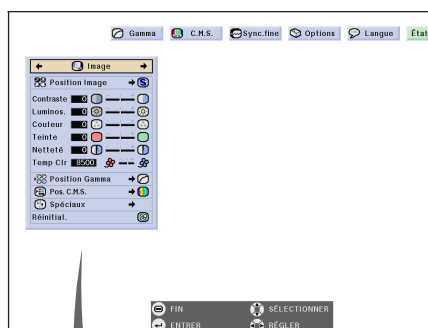 Gamma C.M.S. Sync.fine Options Langue État
Image
Position Image S
Contraste 0
Luminos. 0
Couleur 0
Teinte 0
Netteté 0
Temp Clr 8500
Position Gamma
Pos. C.M.S.
Spéciaux
Réinitial.
FIN SÉLECTIONNER
ENTRER RÉGLER